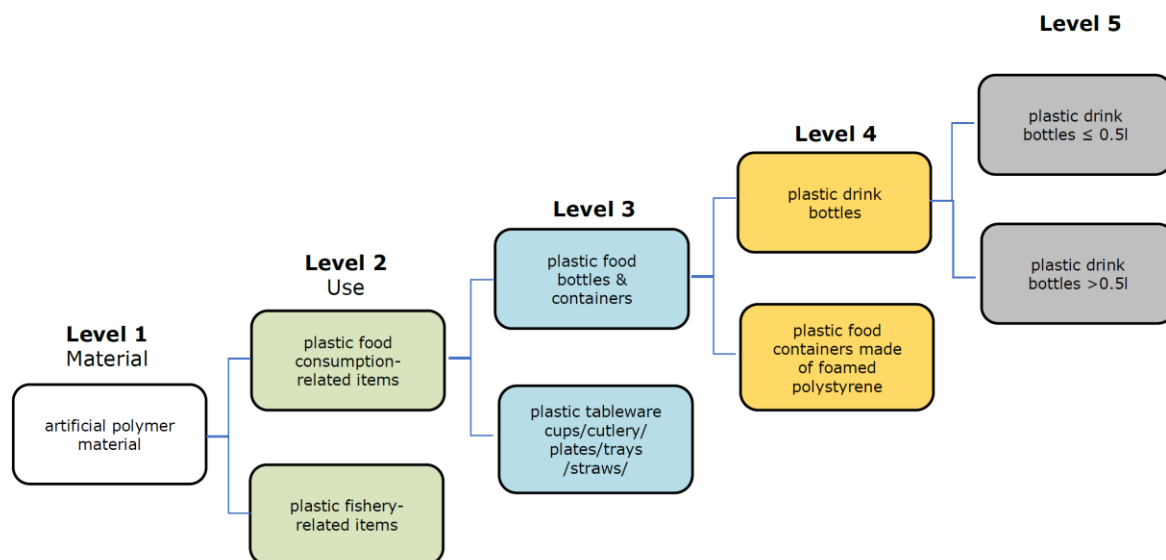 Level 1
Material
artificial polymer
material
Level 2
Use
plastic food
consumption-
related items
plastic fishery-
related items
Level 3
plastic food
bottles &
containers
plastic tableware
cups/cutlery/
plates/trays
/straws/
Level 4
plastic drink
bottles
plastic food
containers made
of foamed
polystyrene
Level 5
plastic drink
bottles ≤ 0.5l
plastic drink
bottles >0.5l